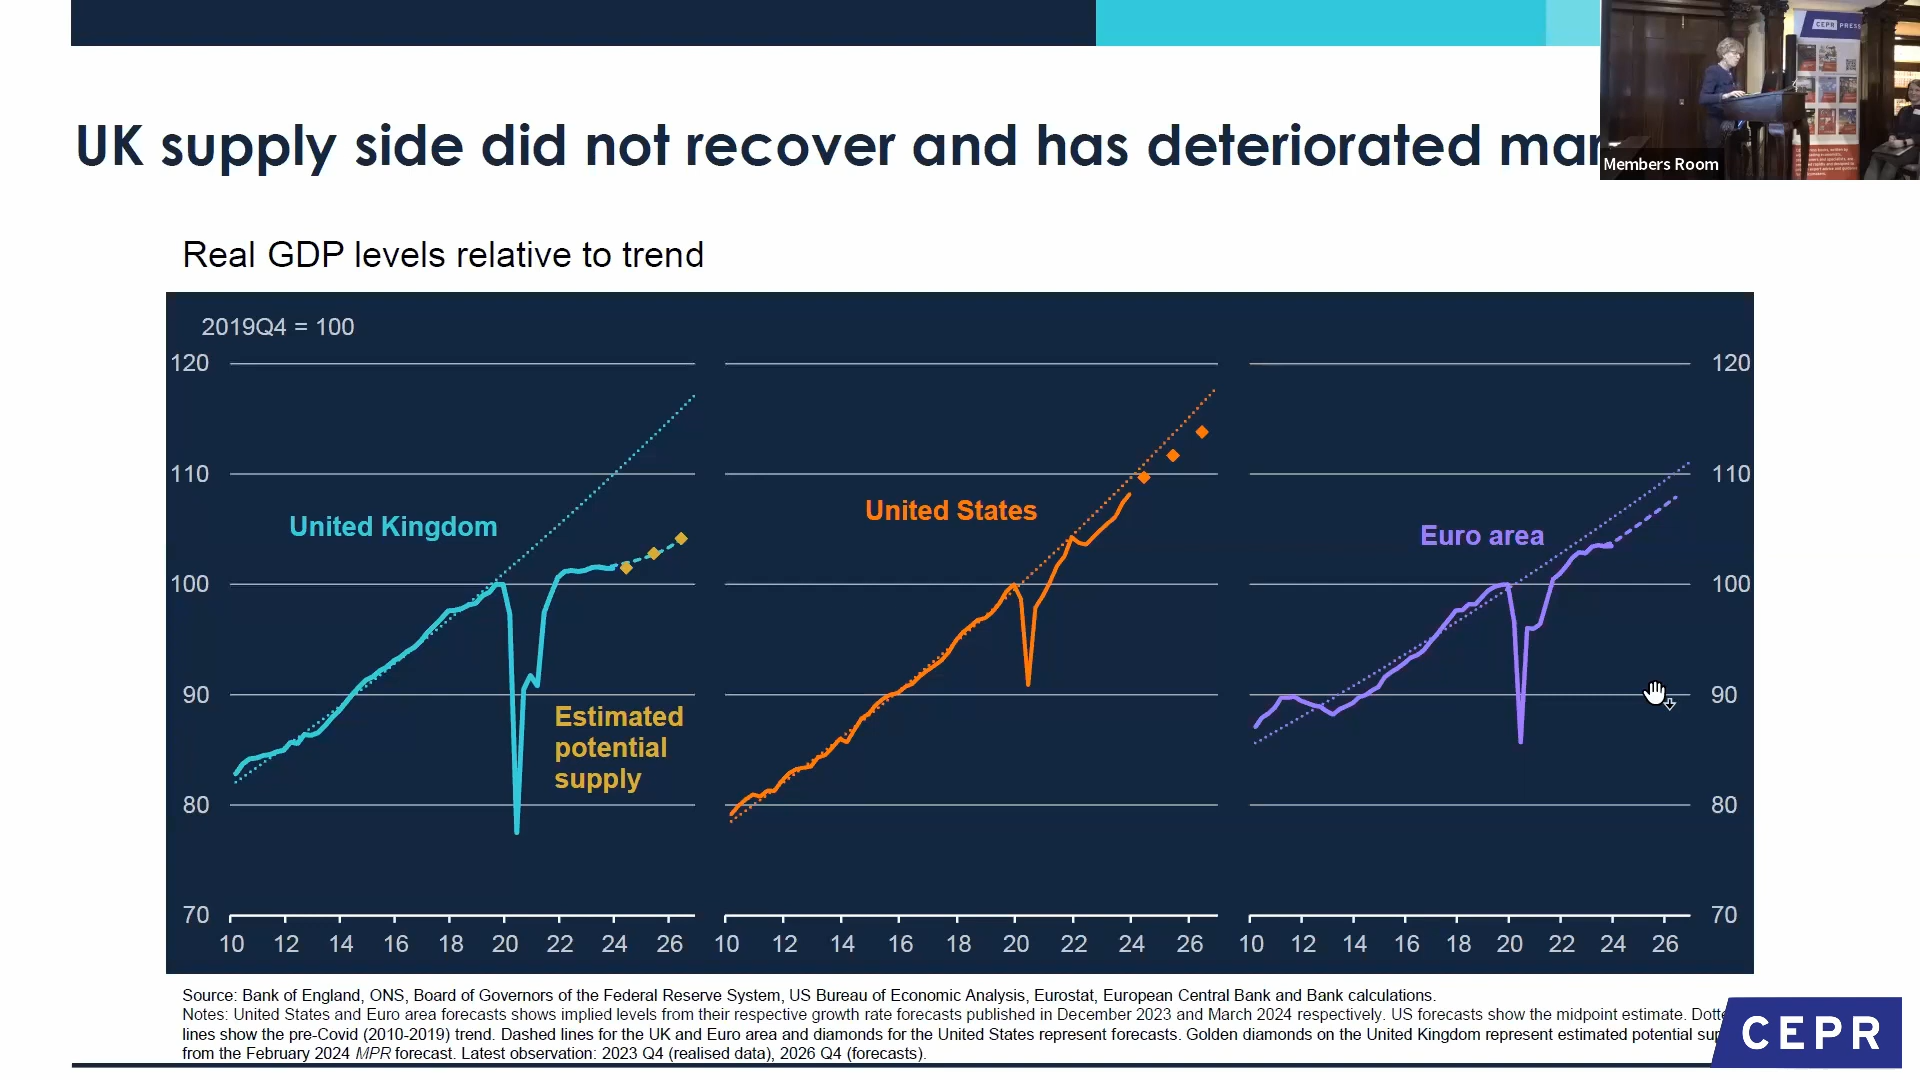 CEPR PRESS
UK supply side did not recover and has deteriorated mar
Members Room
Real GDP levels relative to trend
2019Q4 = 100
120
120
110
110
United Kingdom
United States
Euro area
100
100
90
90
Estimated
potential
supply
80
80
70
70
10 12 14 16 18 20 22 24 26
10 12 14 16 18 20 22 24 26
10 12 14 16 18 20 22 24 26
Source: Bank of England, ONS, Board of Governors of the Federal Reserve System, US Bureau of Economic Analysis, Eurostat, European Central Bank and Bank calculations.
Notes: United States and Euro area forecasts shows implied levels from their respective growth rate forecasts published in December 2023 and March 2024 respectively. US forecasts show the midpoint estimate. Dotte
lines show the pre-Covid (2010-2019) trend. Dashed lines for the UK and Euro area and diamonds for the United States represent forecasts. Golden diamonds on the United Kingdom represent estimated potential sup
from the February 2024 MPR forecast. Latest observation: 2023 Q4 (realised data), 2026 Q4 (forecasts).
CEPR